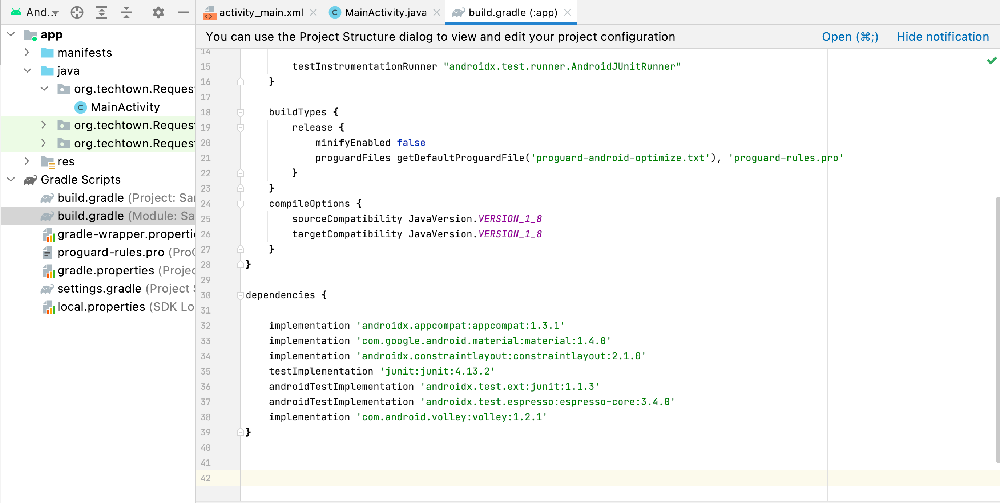 And...
app
manifests
java
org.techtown.Request
MainActivity
org.techtown.Request
org.techtown.Request
res
Gradle Scripts
build.gradle (Project: Sa
build.gradle (Module: Sa
gradle-wrapper.propertie
proguard-rules.pro (Pro
gradle.properties (Projec
settings.gradle (Project
local.properties (SDK Lo
activity_main.xml
C MainActivity.java
build.gradle (:app)
You can use the Project Structure dialog to view and edit your project configuration
Open (⌘;) Hide notification
14
15 testInstrumentationRunner "androidx.test.runner.AndroidJUnitRunner"
16 }
17
18 buildTypes {
19 release {
20 minifyEnabled false
21 proguardFiles getDefaultProguardFile('proguard-android-optimize.txt'), 'proguard-rules.pro'
22 }
23 }
24 compileOptions {
25 sourceCompatibility JavaVersion.VERSION_1_8
26 targetCompatibility JavaVersion.VERSION_1_8
27 }
28 }
29
30 dependencies {
31
32 implementation 'androidx.appcompat:appcompat:1.3.1'
33 implementation 'com.google.android.material:material:1.4.0'
34 implementation 'androidx.constraintlayout:constraintlayout:2.1.0'
35 testImplementation 'junit:junit:4.13.2'
36 androidTestImplementation 'androidx.test.ext:junit:1.1.3'
37 androidTestImplementation 'androidx.test.espresso:espresso-core:3.4.0'
38 implementation 'com.android.volley:volley:1.2.1'
39 }
40
41
42